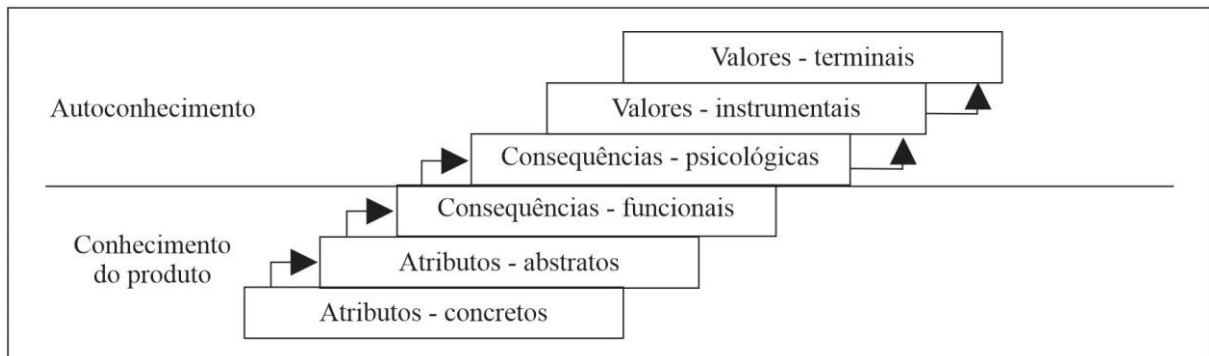 Valores - terminais
Autoconhecimento
Valores - instrumentais
Consequências - psicológicas
Consequências - funcionais
Conhecimento
do produto
Atributos - abstratos
Atributos - concretos